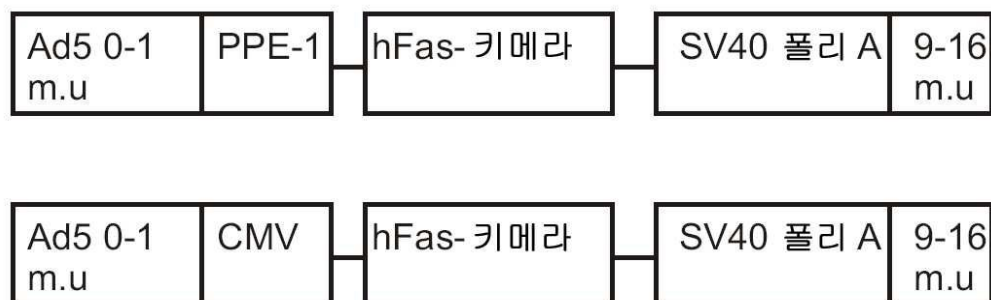 Ad5 0-1 m.u PPE-1 hFas- 키메라 SV40 폴리 A 9-16 m.u
Ad5 0-1 m.u CMV hFas- 키메라 SV40 폴리 A 9-16 m.u